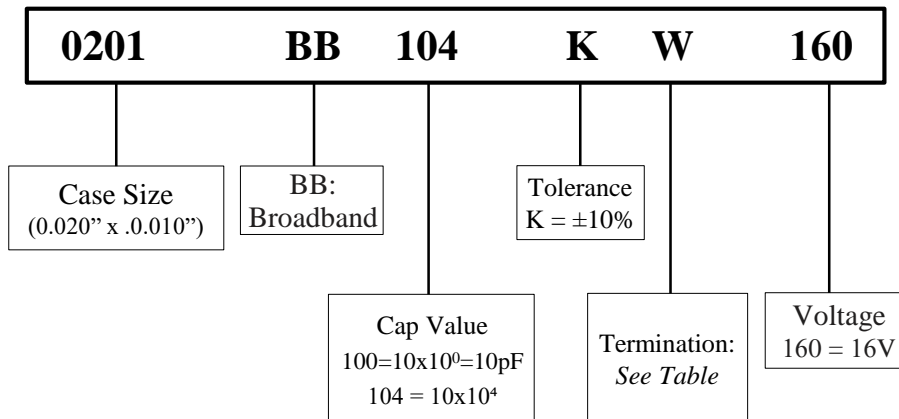 0201 BB 104 K W 160
Case Size
(0.020” x .0.010”)
BB:
Broadband
Tolerance
K = ±10%
Cap Value
100=10x10⁰=10pF
104 = 10x10⁴
Termination:
See Table
Voltage
160 = 16V